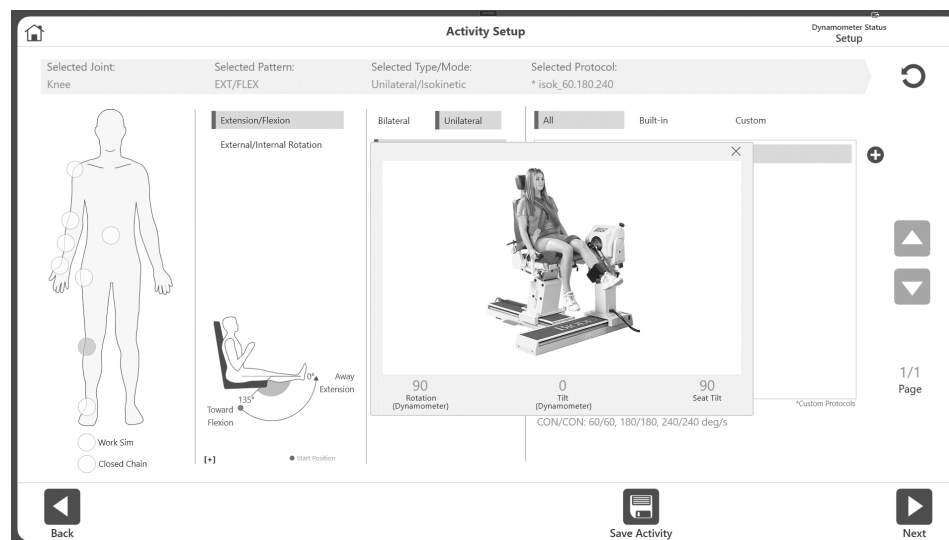 Activity Setup
Dynamometer Status
Setup
Selected Joint:
Knee
Selected Pattern:
EXT/FLEX
Selected Type/Mode:
Unilateral/Isokinetic
Selected Protocol:
* isok_60.180.240
Extension/Flexion
External/Internal Rotation
Bilateral
Unilateral
All
Built-in
Custom
0°
Away
Extension
135°
Toward
Flexion
[+]
Start Position
90
Rotation
(Dynamometer)
0
Tilt
(Dynamometer)
90
Seat Tilt
*Custom Protocols
CON/CON: 60/60, 180/180, 240/240 deg/s
1/1
Page
Work Sim
Closed Chain
Back
Save Activity
Next